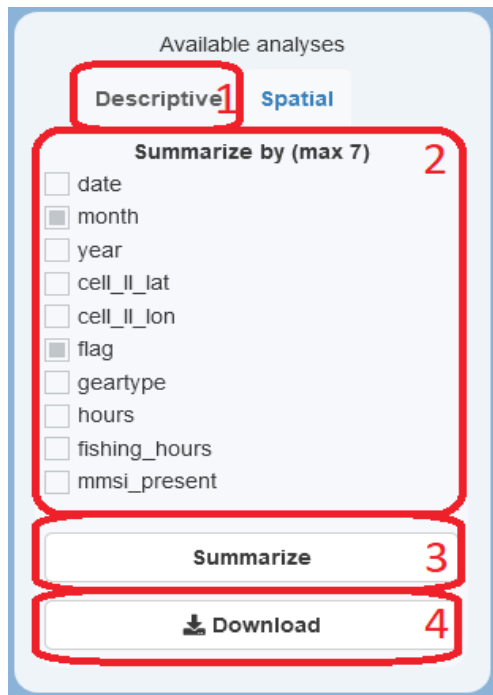 Available analyses
Descriptive 1 Spatial
Summarize by (max 7) 2
date
month
year
cell_ll_lat
cell_ll_lon
flag
geartype
hours
fishing_hours
mmsi_present
Summarize 3
Download 4